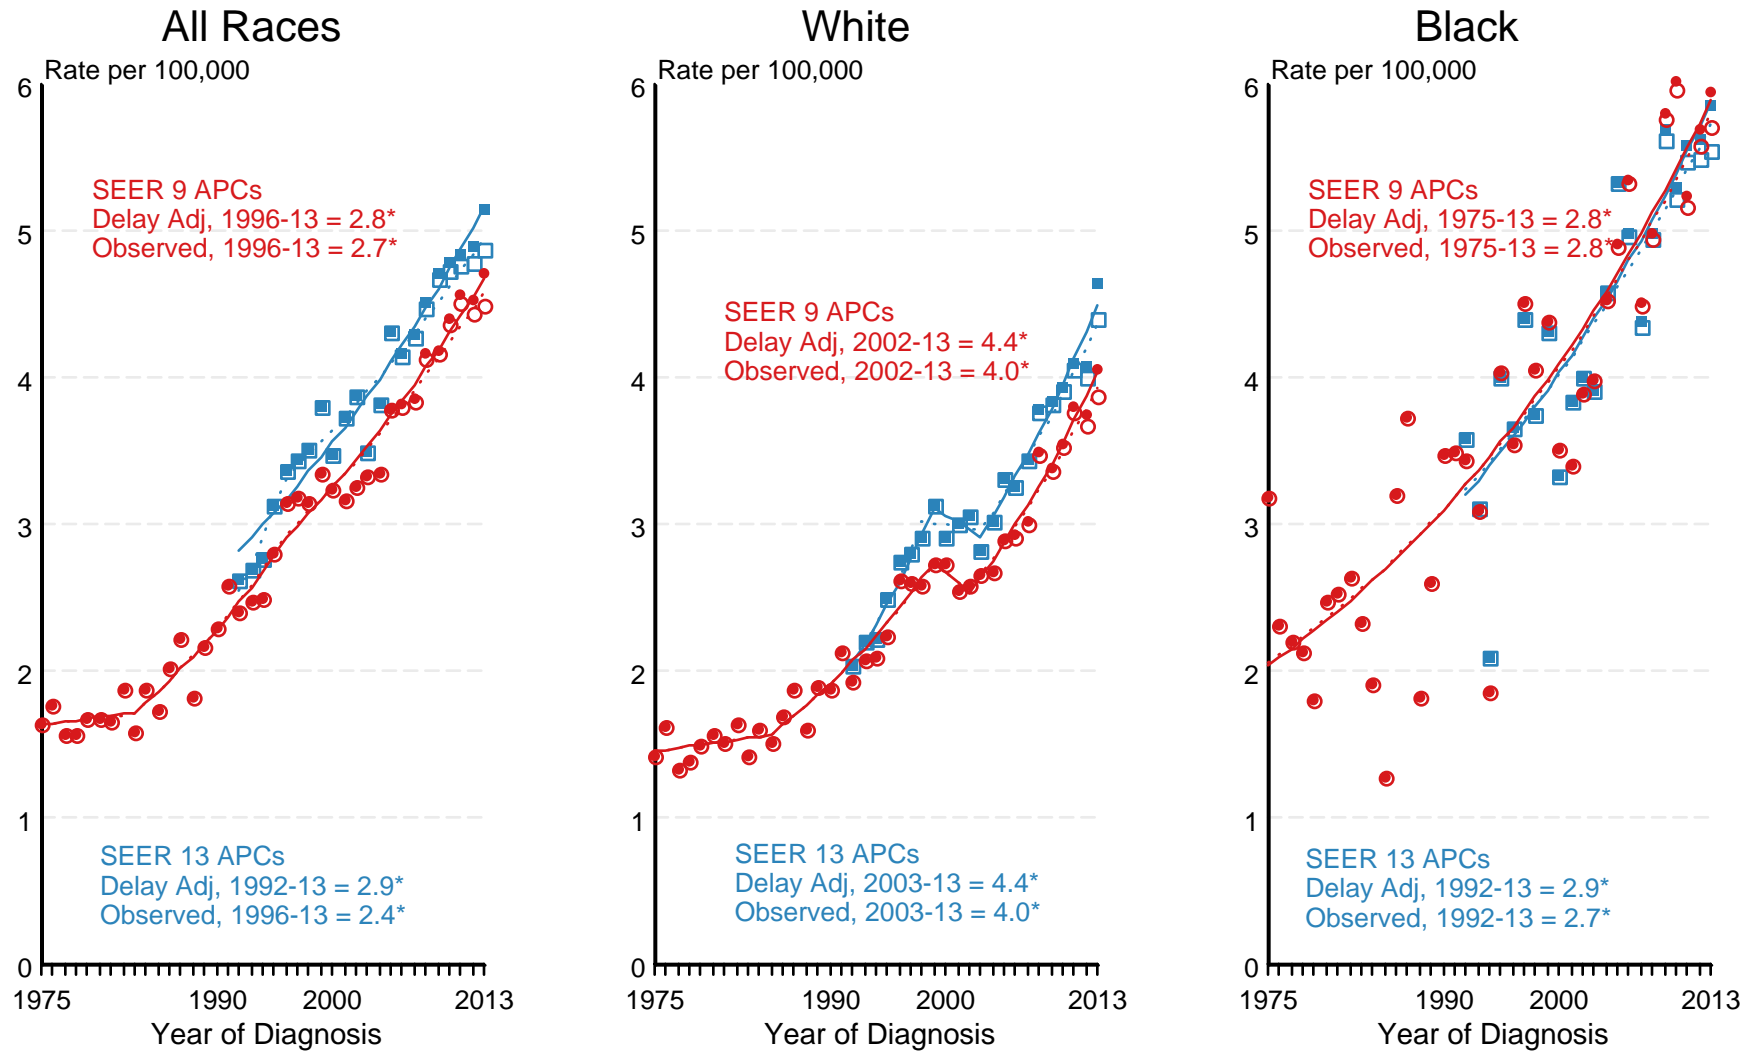 All Races
Rate per 100,000
6
5
4
3
2
1
0
SEER 9 APCs
Delay Adj, 1996-13 = 2.8*
Observed, 1996-13 = 2.7*
SEER 13 APCs
Delay Adj, 1992-13 = 2.9*
Observed, 1996-13 = 2.4*
1975 1990 2000 2013
Year of Diagnosis
White
Rate per 100,000
6
5
4
3
2
1
0
SEER 9 APCs
Delay Adj, 2002-13 = 4.4*
Observed, 2002-13 = 4.0*
SEER 13 APCs
Delay Adj, 2003-13 = 4.4*
Observed, 2003-13 = 4.0*
1975 1990 2000 2013
Year of Diagnosis
Black
Rate per 100,000
6
5
4
3
2
1
0
SEER 9 APCs
Delay Adj, 1975-13 = 2.8*
Observed, 1975-13 = 2.8*
SEER 13 APCs
Delay Adj, 1992-13 = 2.9*
Observed, 1992-13 = 2.7*
1975 1990 2000 2013
Year of Diagnosis